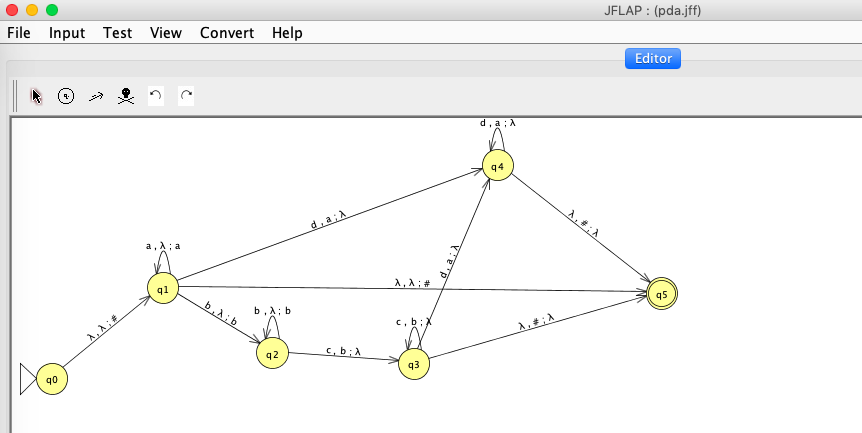 JFLAP : (pda.jff)
File Input Test View Convert Help
Editor
d , a ; λ
q4
d , a ; λ
λ , # ; λ
a , λ ; a
d , a ; λ
q1
λ , λ ; #
q5
b , λ ; b
b , λ ; b
λ , λ ; #
c , b ; λ
λ , # ; λ
q2
c , b ; λ
q3
q0